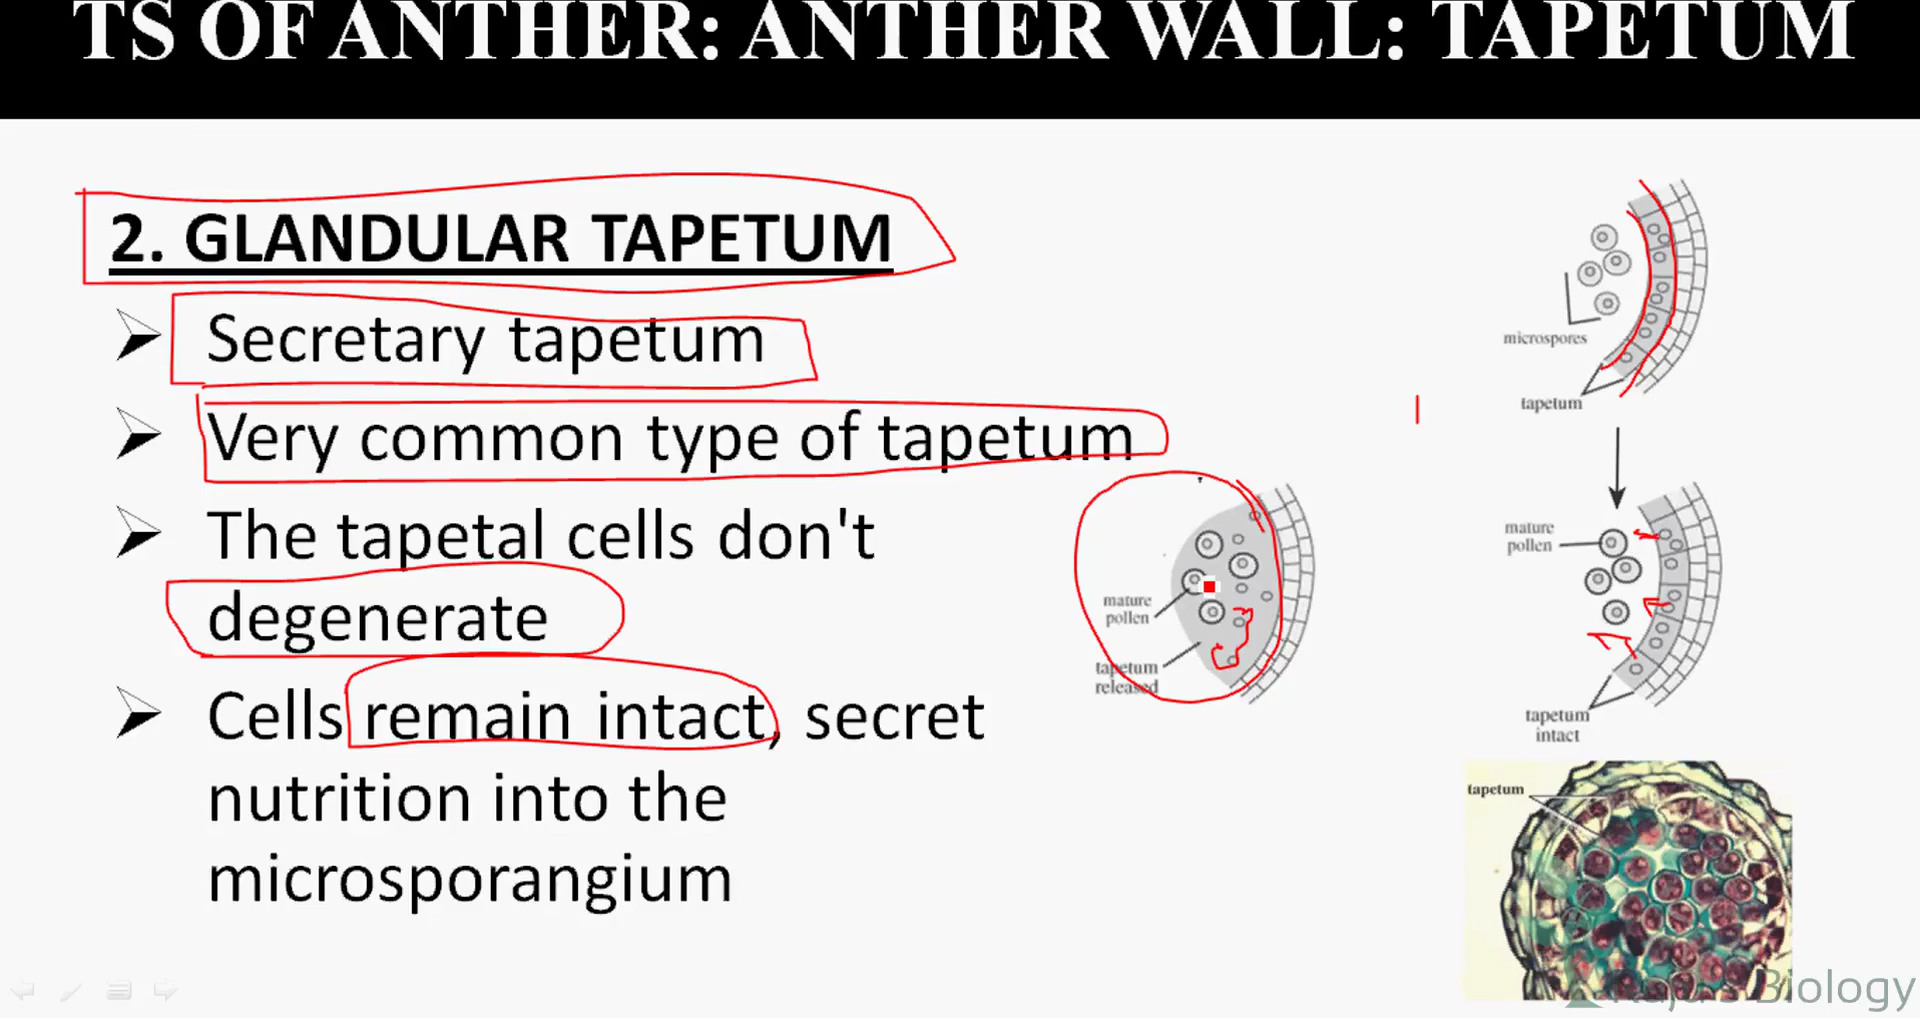 TS OF ANTHER: ANTHER WALL: TAPETUM
2. GLANDULAR TAPETUM
Secretary tapetum
Very common type of tapetum
The tapetal cells don't
degenerate
Cells remain intact, secret
nutrition into the
microsporangium
microspores
tapetum
mature
pollen
tapetum
released
mature
pollen
tapetum
intact
tapetum
Biology